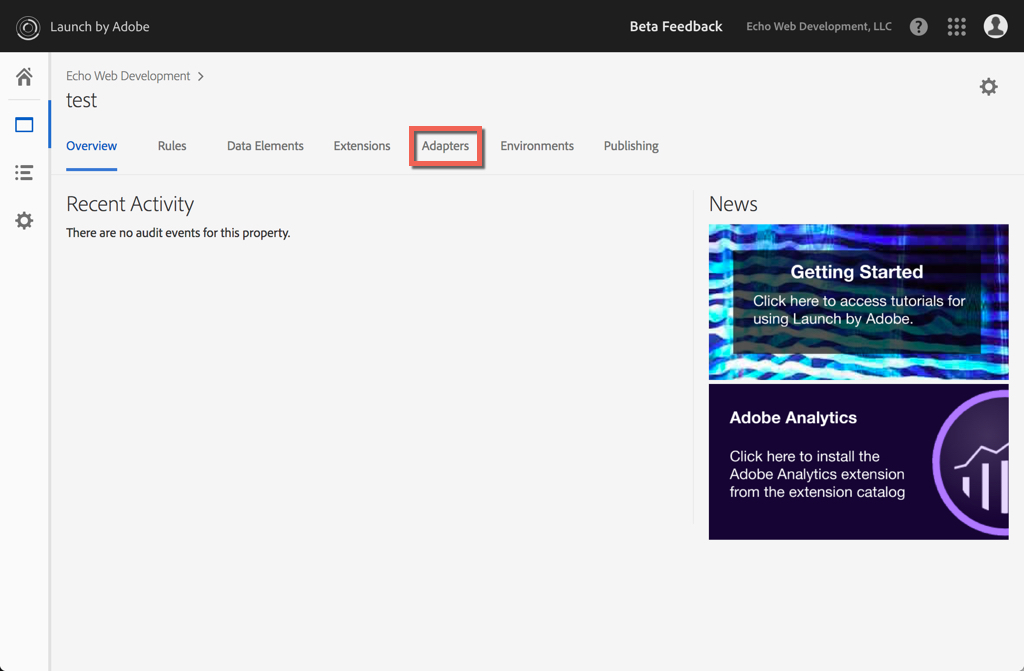 Launch by Adobe
Beta Feedback
Echo Web Development, LLC
Echo Web Development
test
Overview
Rules
Data Elements
Extensions
Adapters
Environments
Publishing
Recent Activity
There are no audit events for this property.
News
Getting Started
Click here to access tutorials for
using Launch by Adobe.
Adobe Analytics
Click here to install the
Adobe Analytics extension
from the extension catalog